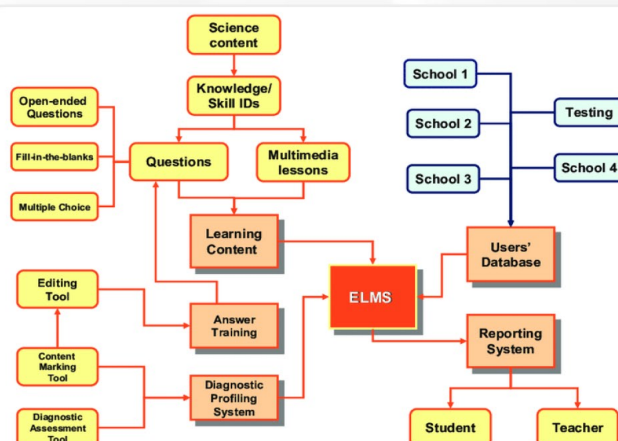 Science
content
Knowledge/
Skill IDs
Open-ended
Questions
Fill-in-the-blanks
Multiple Choice
Questions
Multimedia
lessons
School 1
School 2
School 3
Testing
School 4
Learning
Content
Users'
Database
Editing
Tool
Answer
Training
ELMS
Reporting
System
Content
Marking
Tool
Diagnostic
Profiling
System
Diagnostic
Assessment
Tool
Student
Teacher